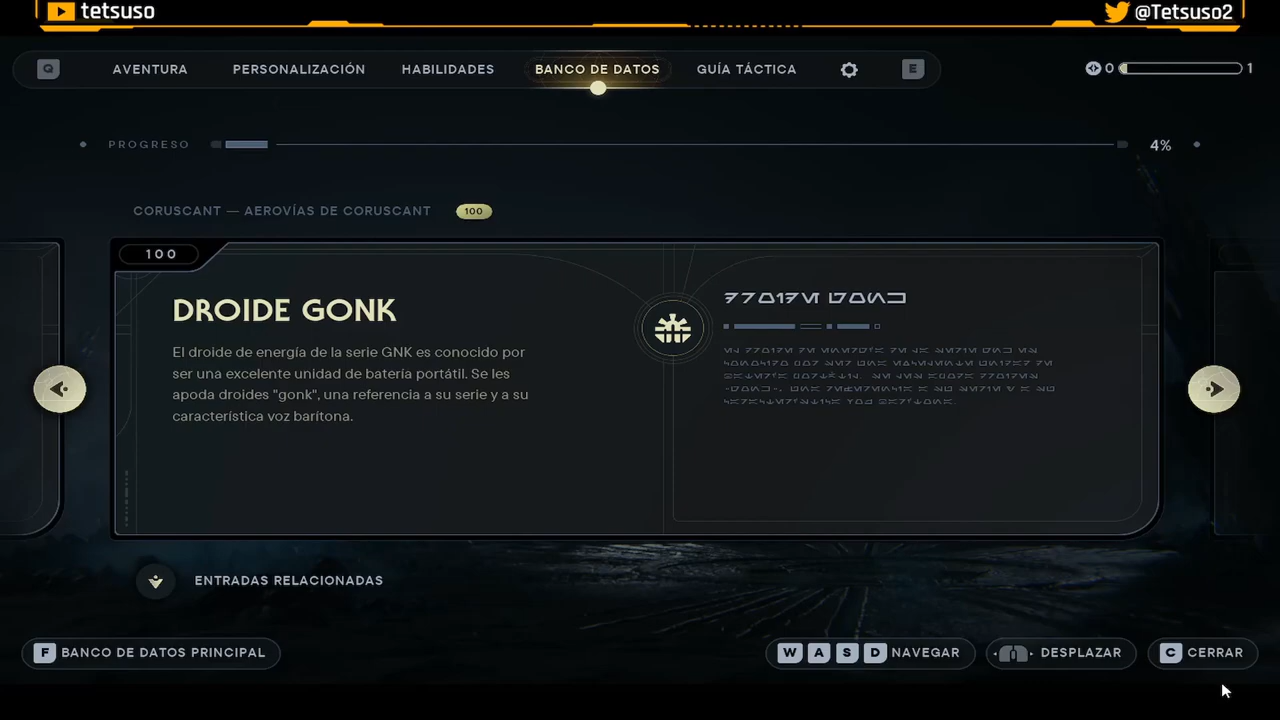 tetsuso
@Tetsuso2
Q AVENTURA PERSONALIZACIÓN HABILIDADES BANCO DE DATOS GUÍA TÁCTICA E 0 1
PROGRESO 4%
CORUSCANT — AEROVÍAS DE CORUSCANT 100
100
DROIDE GONK
El droide de energía de la serie GNK es conocido por
ser una excelente unidad de batería portátil. Se les
apoda droides "gonk", una referencia a su serie y a su
característica voz barítona.
ENTRADAS RELACIONADAS
F BANCO DE DATOS PRINCIPAL
W A S D NAVEGAR
DESPLAZAR
C CERRAR